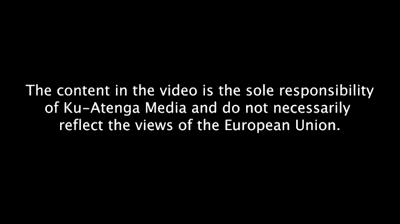 The content in the video is the sole responsibility
of Ku-Atenga Media and do not necessarily
reflect the views of the European Union.